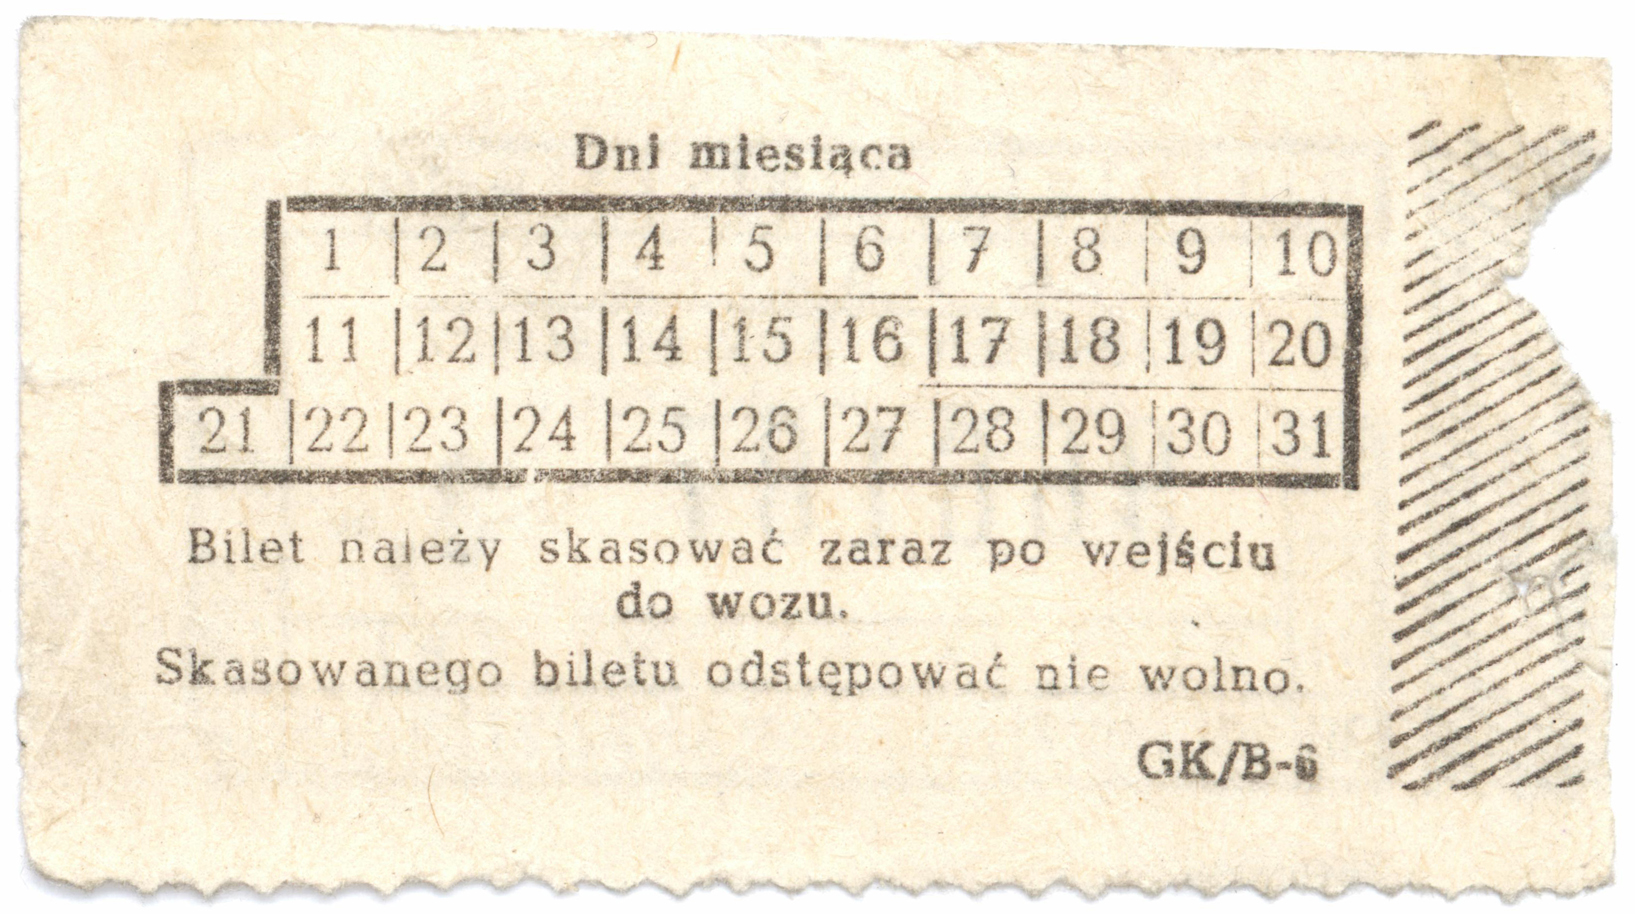 Dni miesiąca
1 2 3 4 5 6 7 8 9 10
11 12 13 14 15 16 17 18 19 20
21 22 23 24 25 26 27 28 29 30 31
Bilet należy skasować zaraz po wejściu
do wozu.
Skasowanego biletu odstępować nie wolno.
GK/B-6